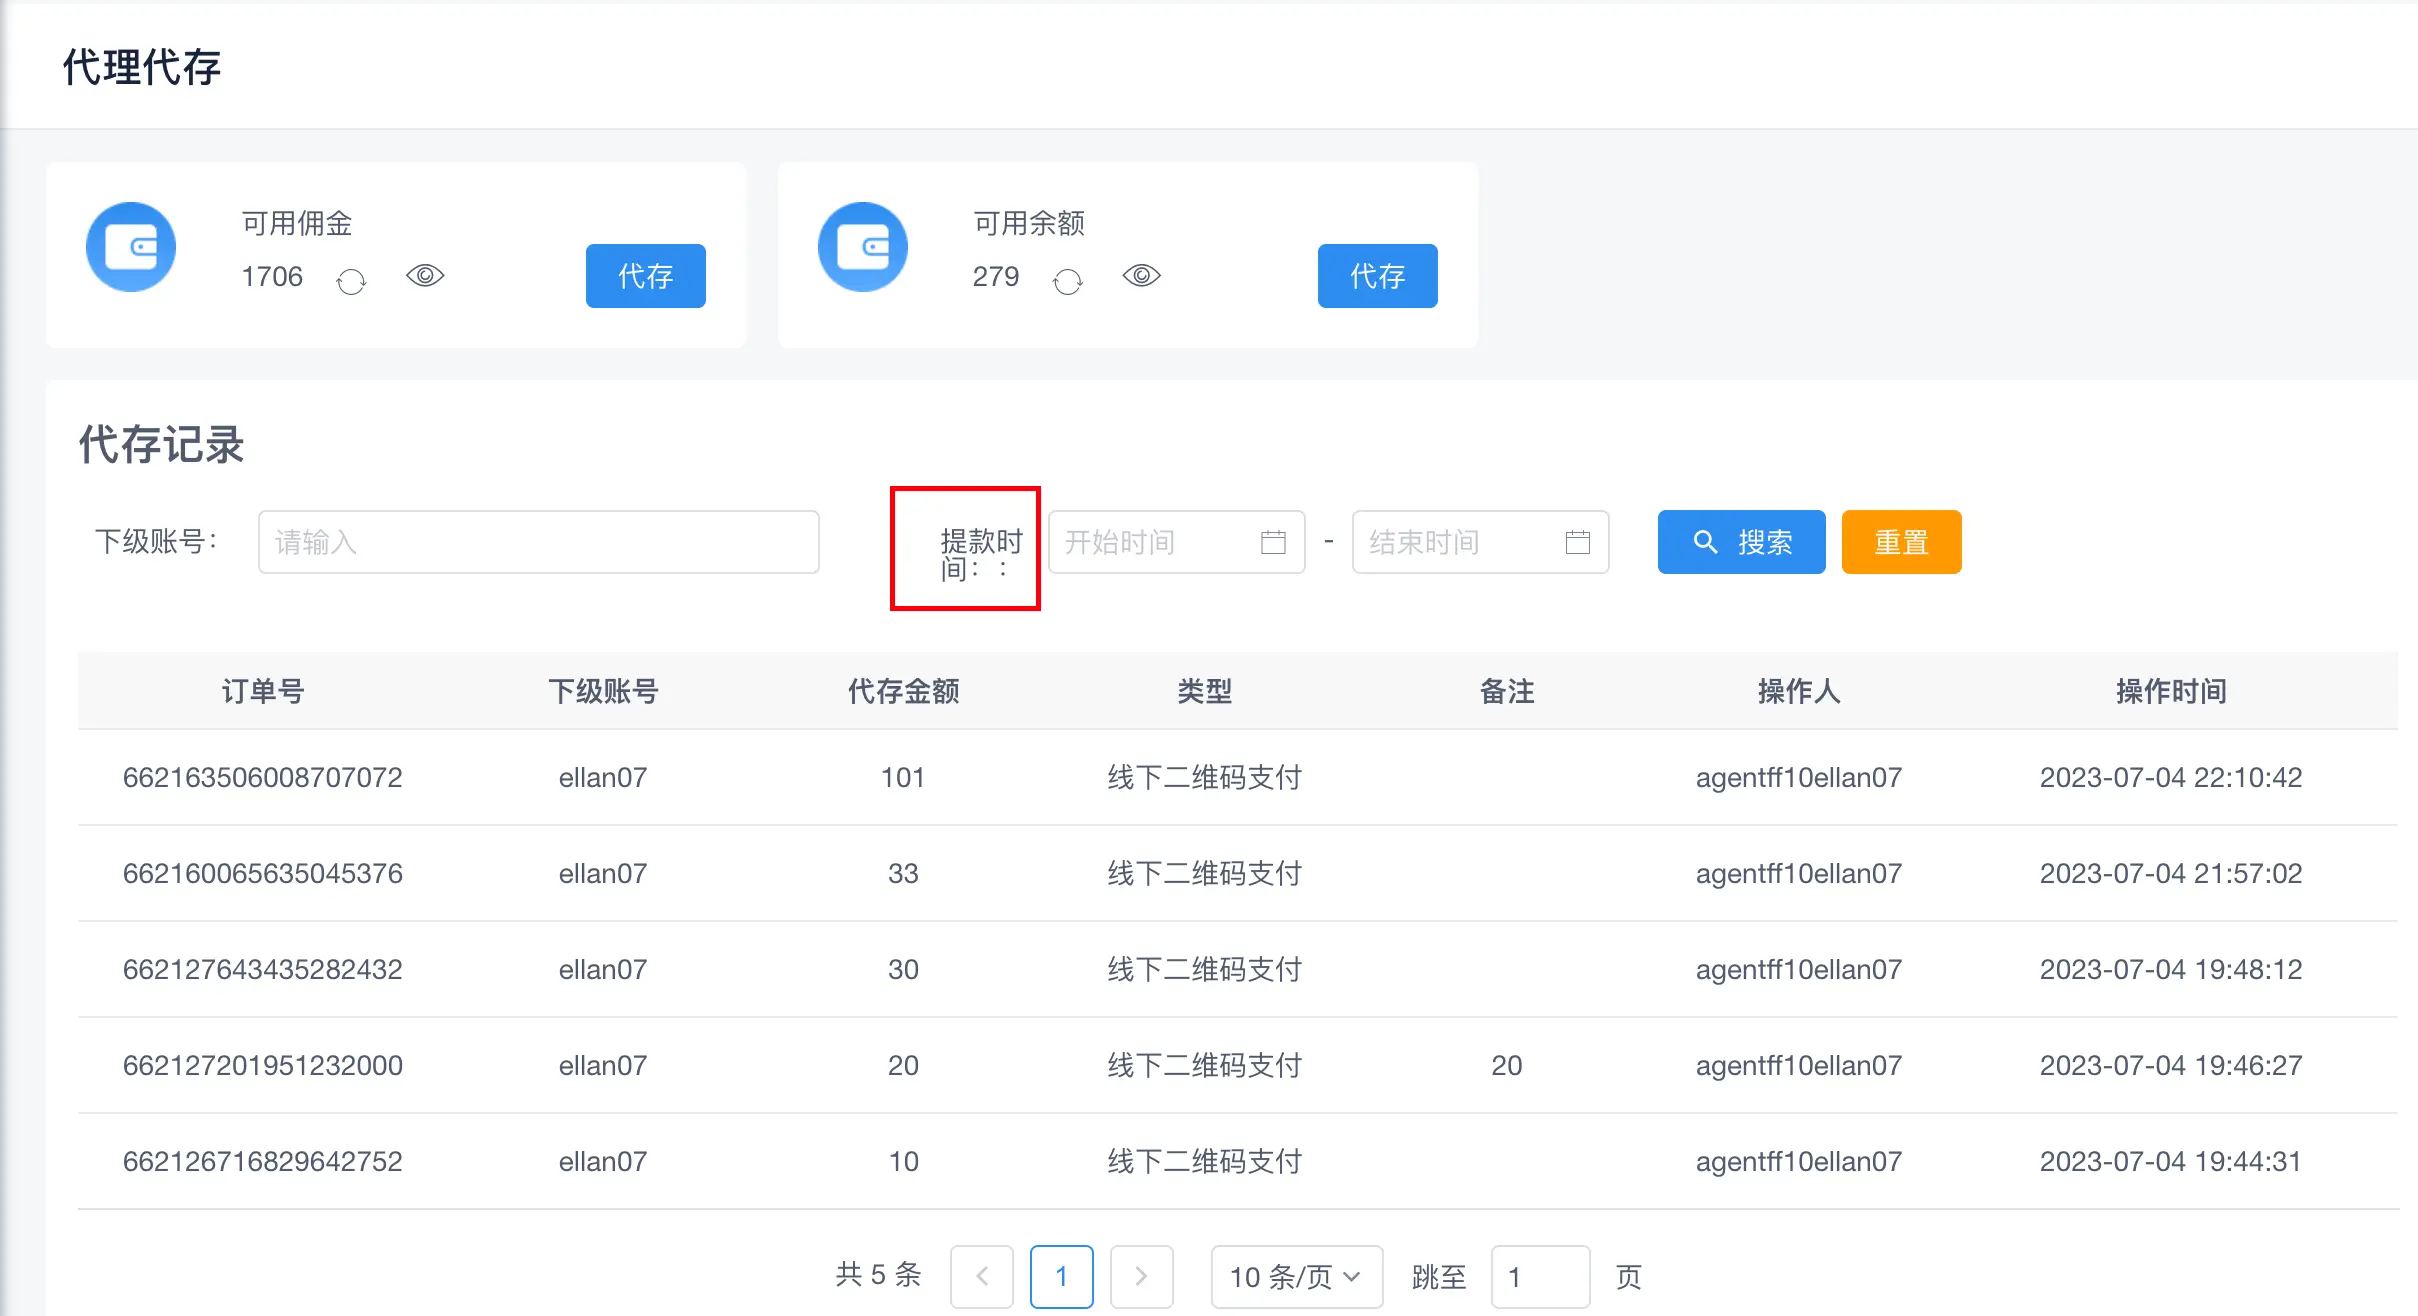 代理代存
可用佣金
1706
代存
可用余额
279
代存
代存记录
下级账号：
请输入
提款时
间：：
开始时间
-
结束时间
搜索
重置
订单号 下级账号 代存金额 类型 备注 操作人 操作时间
662163506008707072 ellan07 101 线下二维码支付 agentff10ellan07 2023-07-04 22:10:42
662160065635045376 ellan07 33 线下二维码支付 agentff10ellan07 2023-07-04 21:57:02
662127643435282432 ellan07 30 线下二维码支付 agentff10ellan07 2023-07-04 19:48:12
662127201951232000 ellan07 20 线下二维码支付 20 agentff10ellan07 2023-07-04 19:46:27
662126716829642752 ellan07 10 线下二维码支付 agentff10ellan07 2023-07-04 19:44:31
共 5 条 1 10 条/页 跳至 1 页